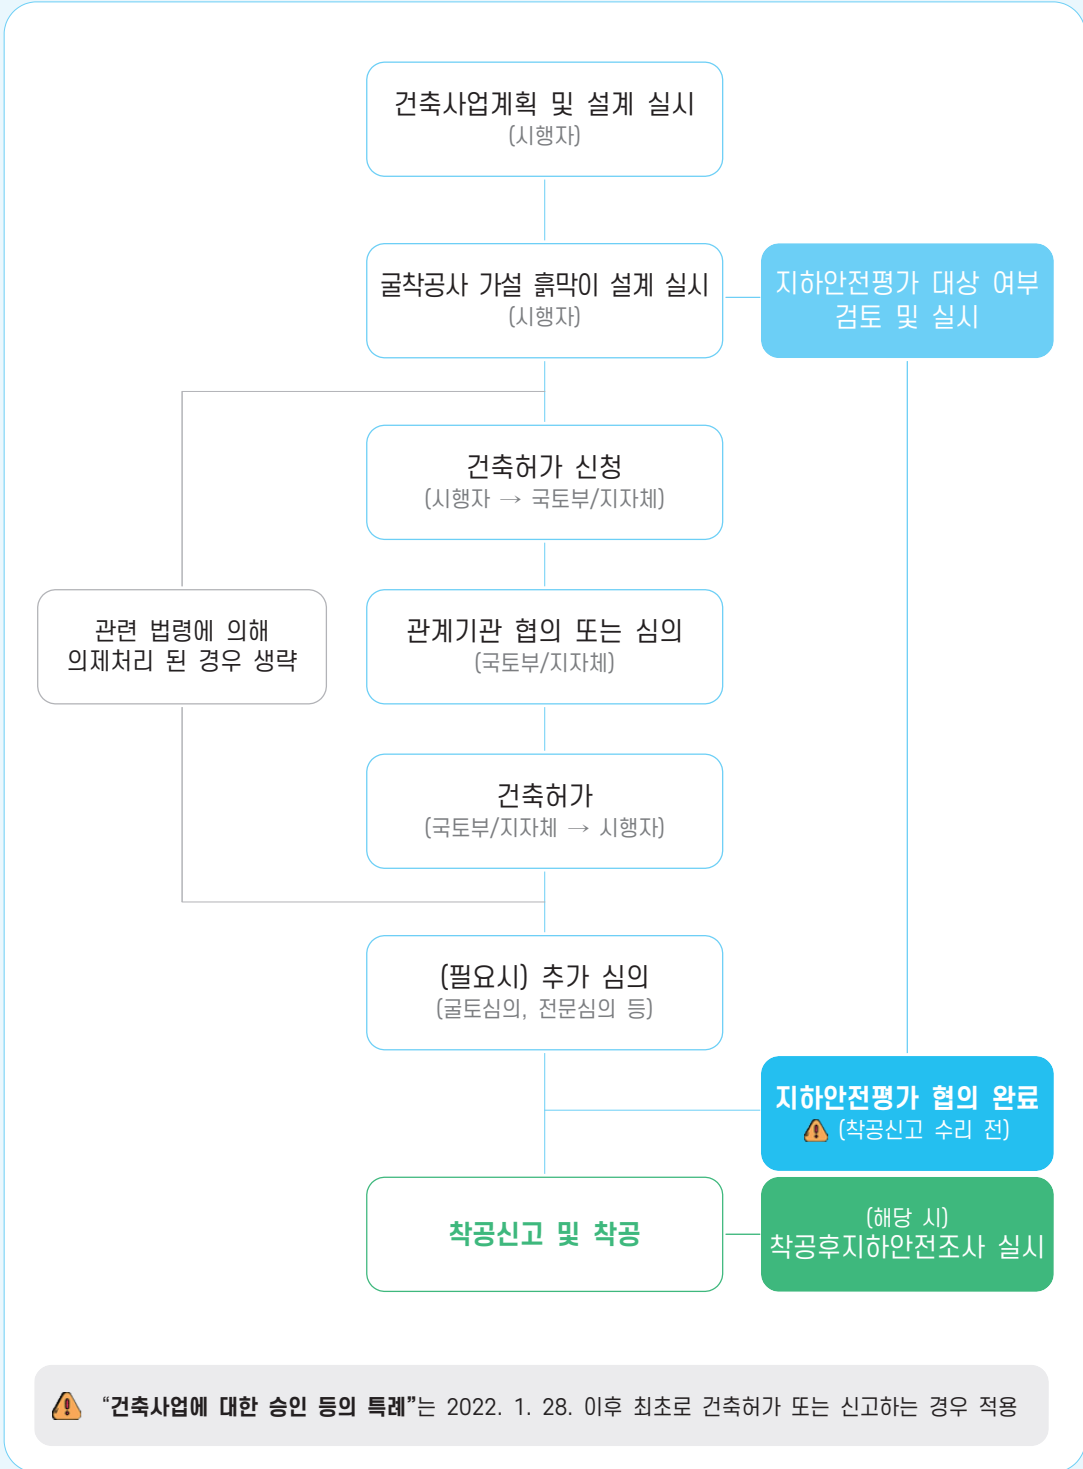 건축사업계획 및 설계 실시
(시행자)
굴착공사 가설 흙막이 설계 실시
(시행자)
지하안전평가 대상 여부
검토 및 실시
건축허가 신청
(시행자 → 국토부/지자체)
관련 법령에 의해
의제처리 된 경우 생략
관계기관 협의 또는 심의
(국토부/지자체)
건축허가
(국토부/지자체 → 시행자)
(필요시) 추가 심의
(굴토심의, 전문심의 등)
지하안전평가 협의 완료
(착공신고 수리 전)
착공신고 및 착공
(해당 시)
착공후지하안전조사 실시
“건축사업에 대한 승인 등의 특례”는 2022. 1. 28. 이후 최초로 건축허가 또는 신고하는 경우 적용